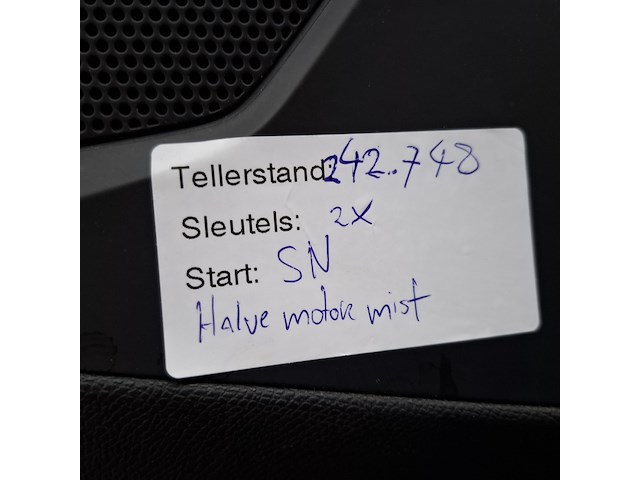 Tellerstand: 242.748
Sleutels: 2x
Start: SN
Halve motor mist